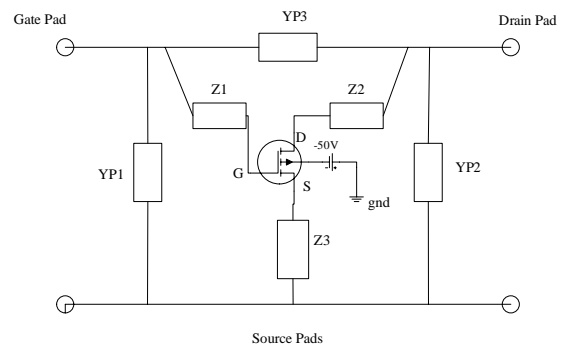 Gate Pad
YP3
Drain Pad
Z1
Z2
D
-50V
YP1
G
YP2
S
gnd
Z3
Source Pads